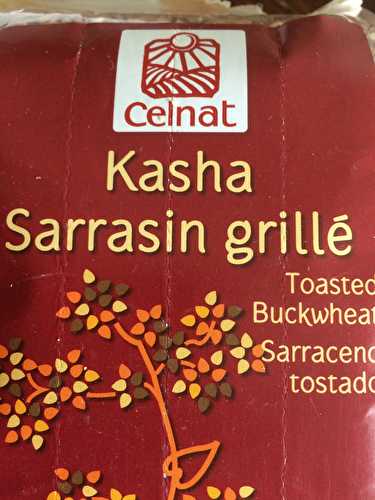 celnat
Kasha
Sarrasin grillé
Toasted
Buckwheat
Sarraceno
tostado